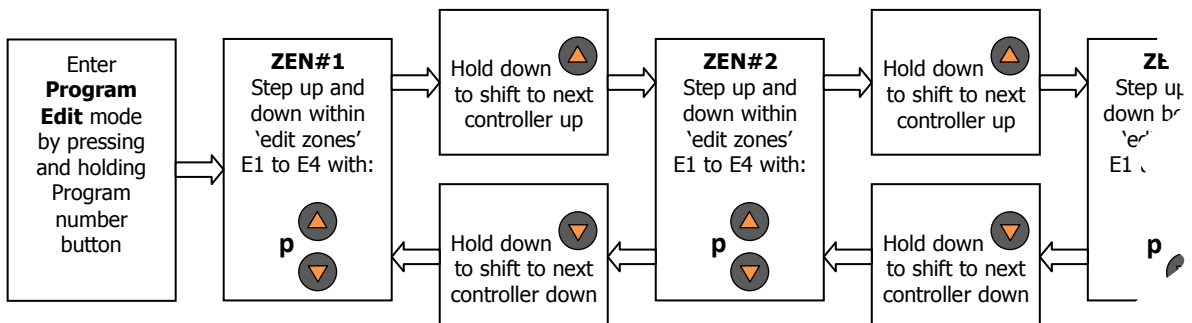 Enter
Program
Edit mode
by pressing
and holding
Program
number
button
ZEN#1
Step up and
down within
‘edit zones’
E1 to E4 with:
p
Hold down
to shift to next
controller up
Hold down
to shift to next
controller down
ZEN#2
Step up and
down within
‘edit zones’
E1 to E4 with:
p
Hold down
to shift to next
controller up
Hold down
to shift to next
controller down
Step
down
E1
p